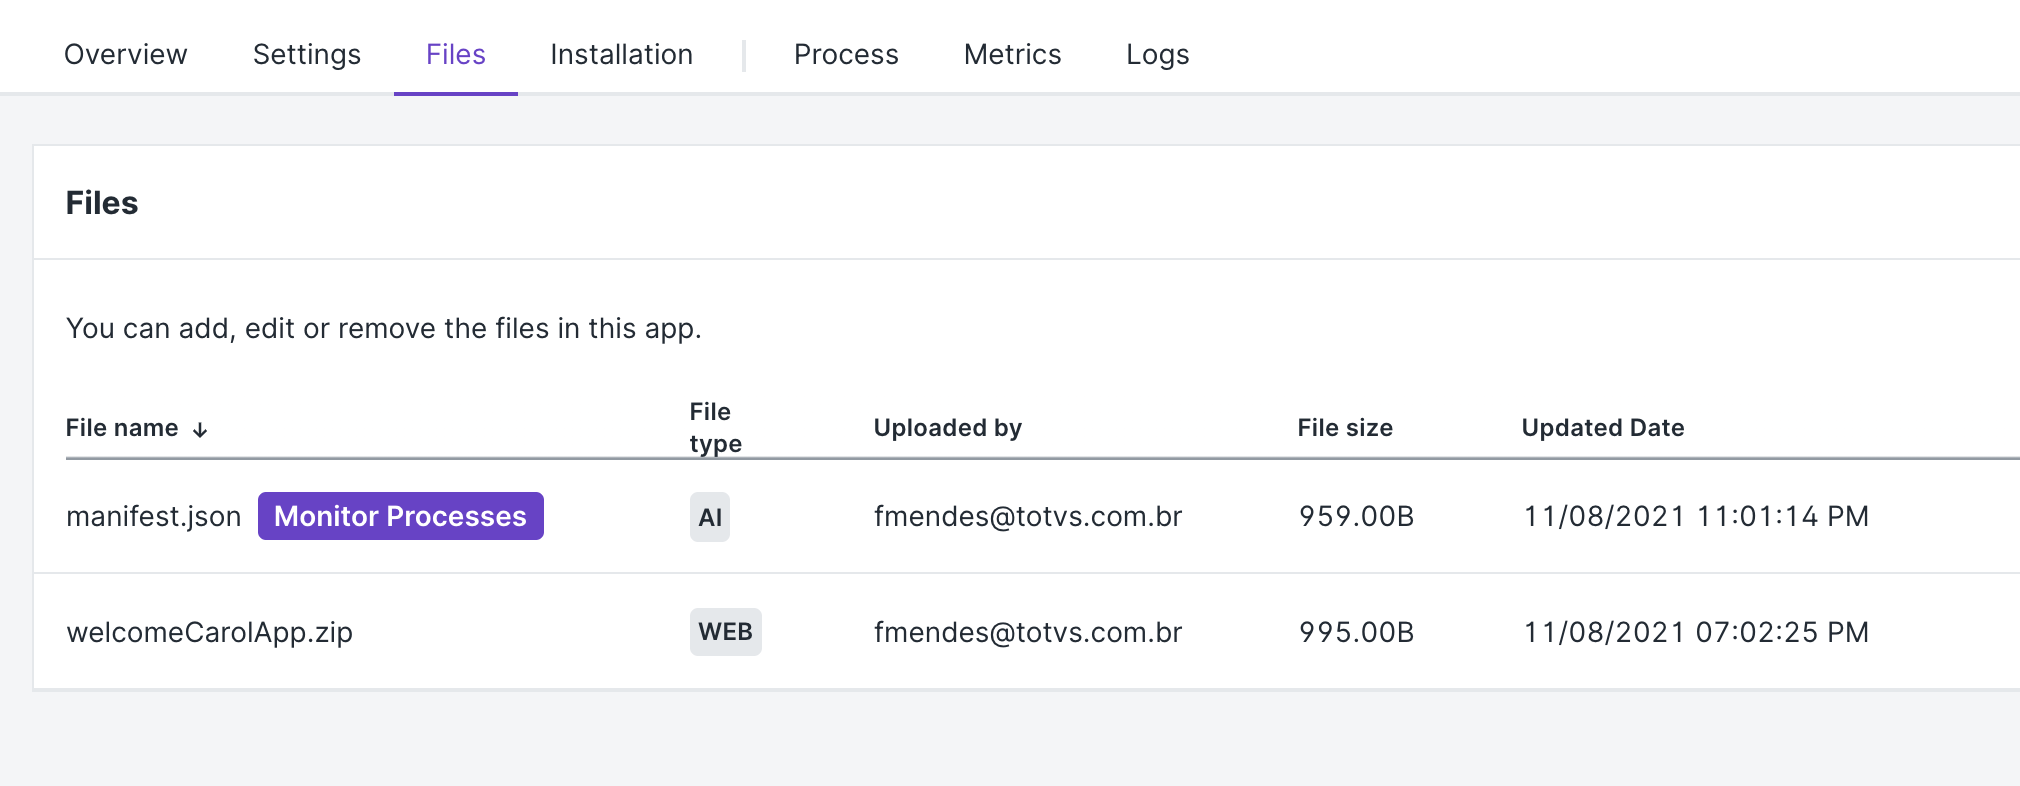 Overview Settings Files Installation Process Metrics Logs
Files
You can add, edit or remove the files in this app.
File name ↓ File type Uploaded by File size Updated Date
manifest.json Monitor Processes AI fmendes@totvs.com.br 959.00B 11/08/2021 11:01:14 PM
welcomeCarolApp.zip WEB fmendes@totvs.com.br 995.00B 11/08/2021 07:02:25 PM